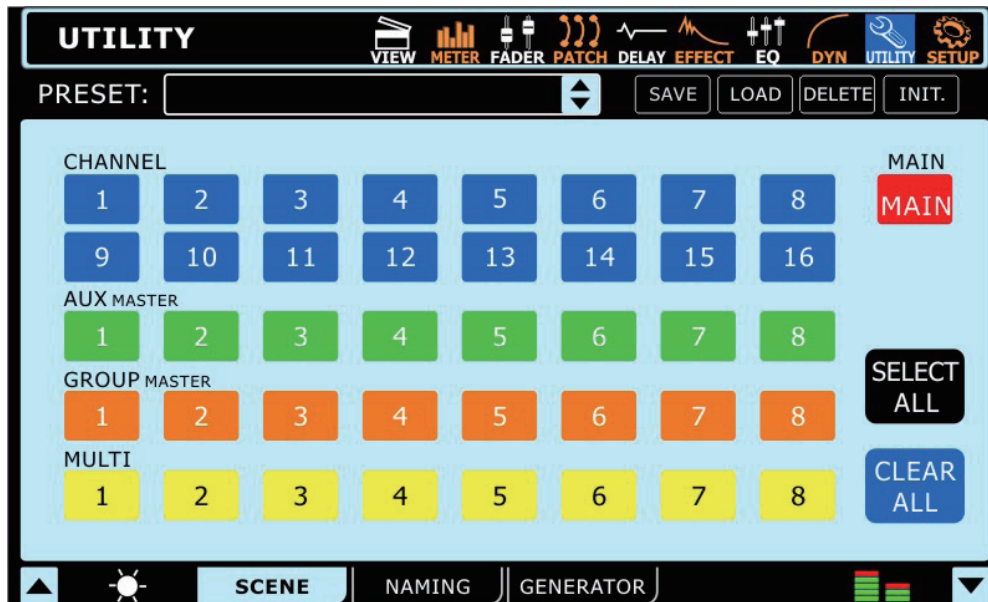 UTILITY
VIEW METER FADER PATCH DELAY EFFECT EQ DYN UTILITY SETUP
PRESET: SAVE LOAD DELETE INIT.
CHANNEL MAIN
1 2 3 4 5 6 7 8 MAIN
9 10 11 12 13 14 15 16
AUX MASTER
1 2 3 4 5 6 7 8
GROUP MASTER
SELECT ALL
1 2 3 4 5 6 7 8
MULTI
CLEAR ALL
1 2 3 4 5 6 7 8
SCENE NAMING GENERATOR